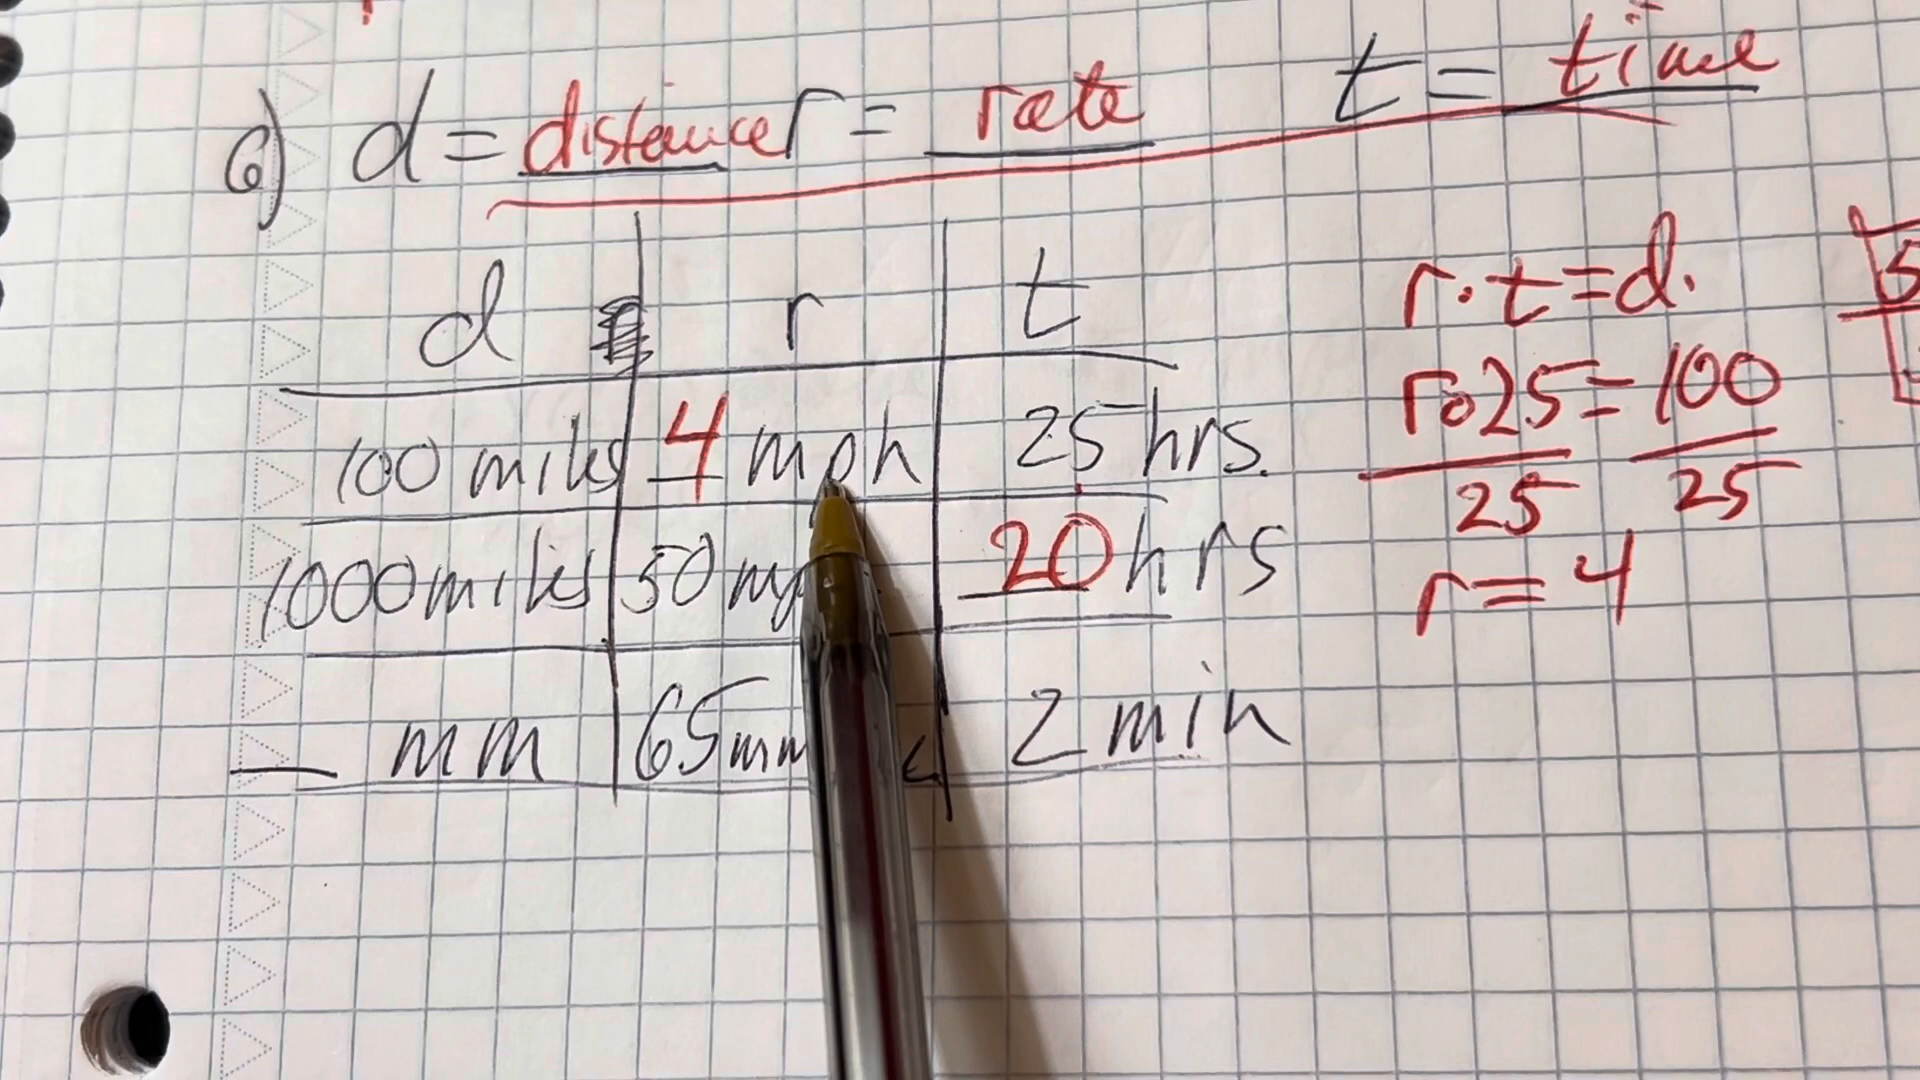 6) d = distance r = rate t = time
d r t
100 miles 4 mph 25 hrs.
1000 miles 50 20 hrs
_ mm 65 2 min
r · t = d.
r · 25 = 100
25 25
r = 4
5